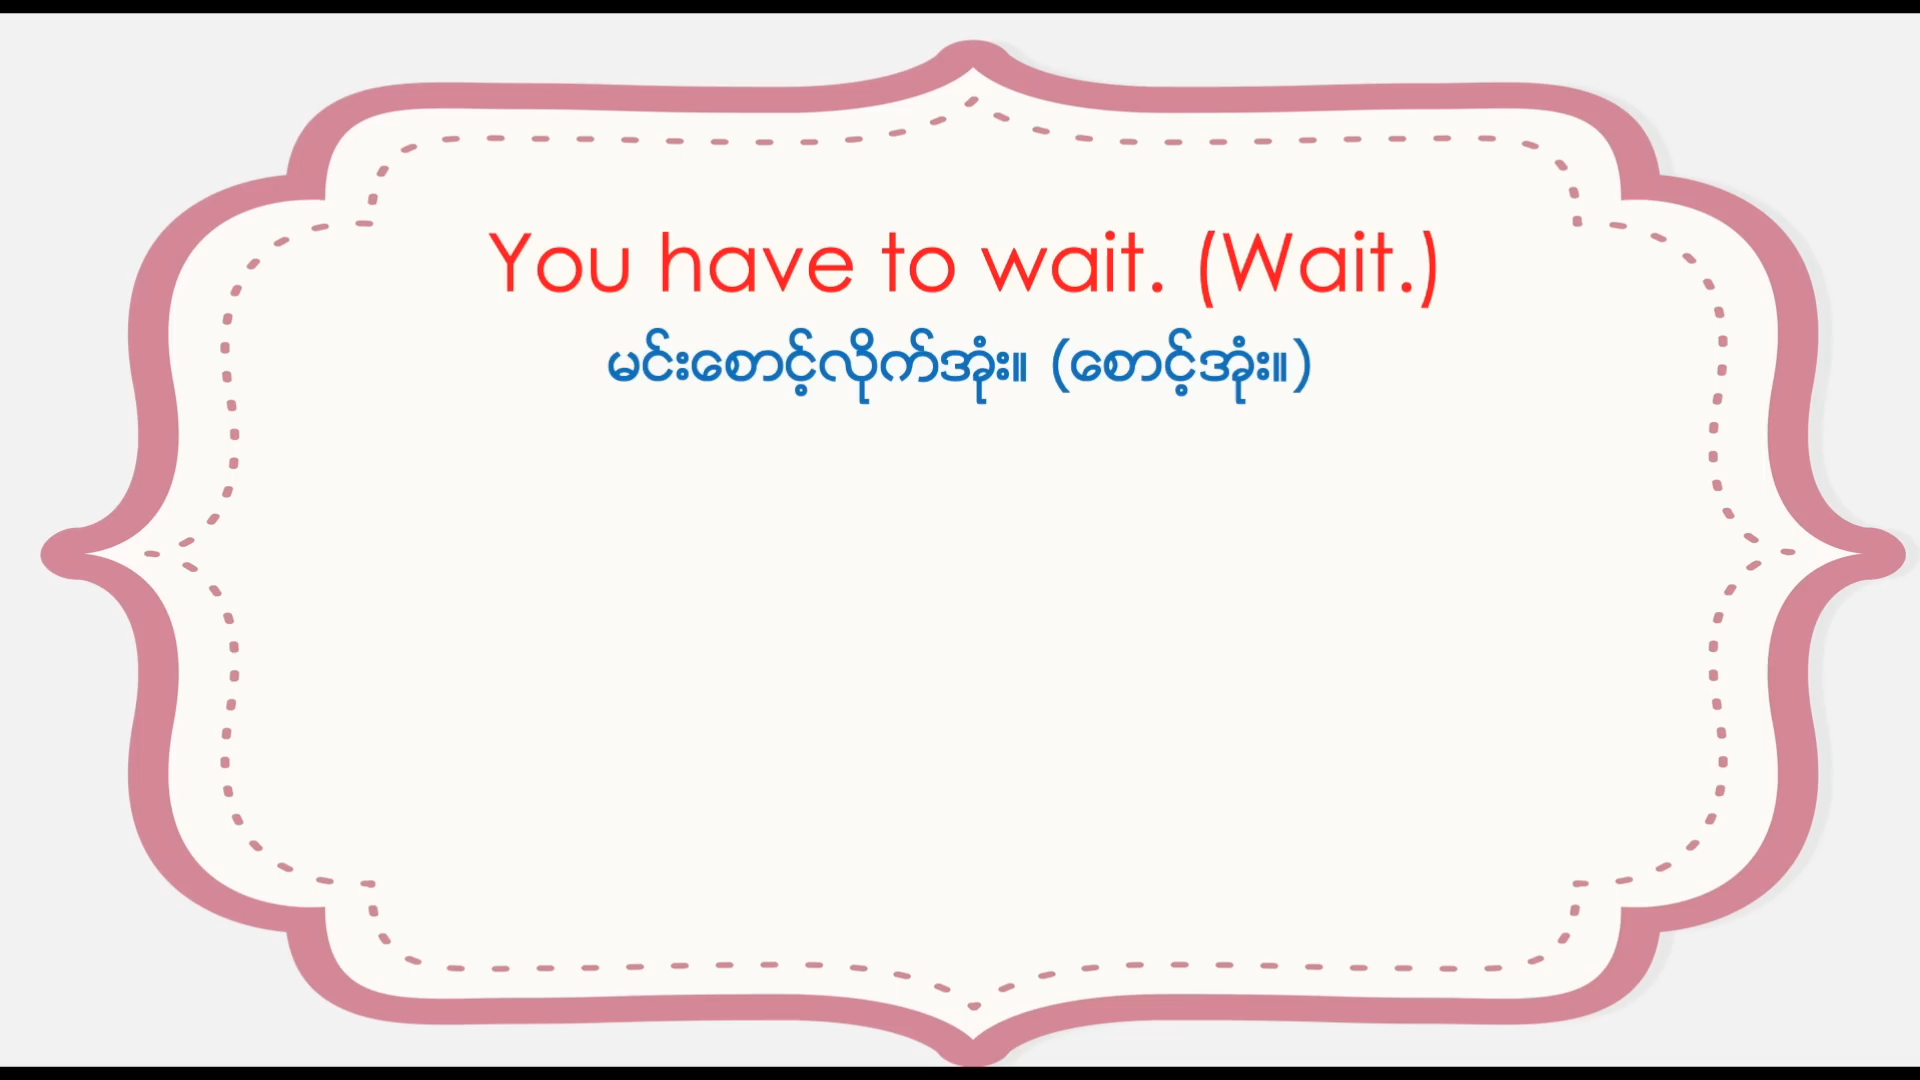 You have to wait. (Wait.)
မင်းစောင့်လိုက်အုံး။ (စောင့်အုံး။)